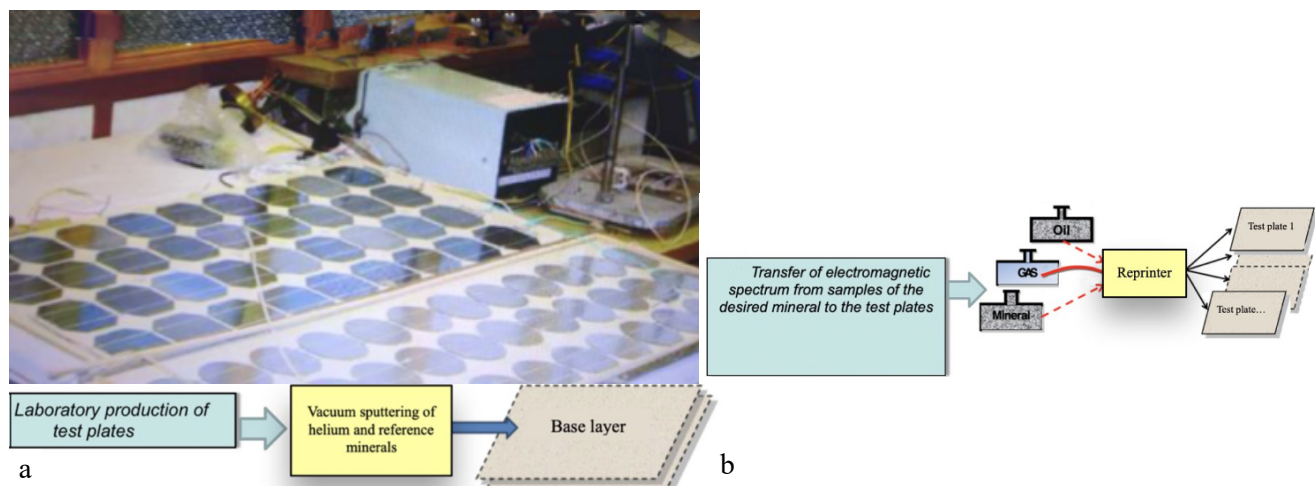 Laboratory production of
test plates
Vacuum sputtering of
helium and reference
minerals
Base layer
a
Transfer of electromagnetic
spectrum from samples of the
desired mineral to the test plates
Oil
GAS
Mineral
Reprinter
Test plate 1
Test plate...
b